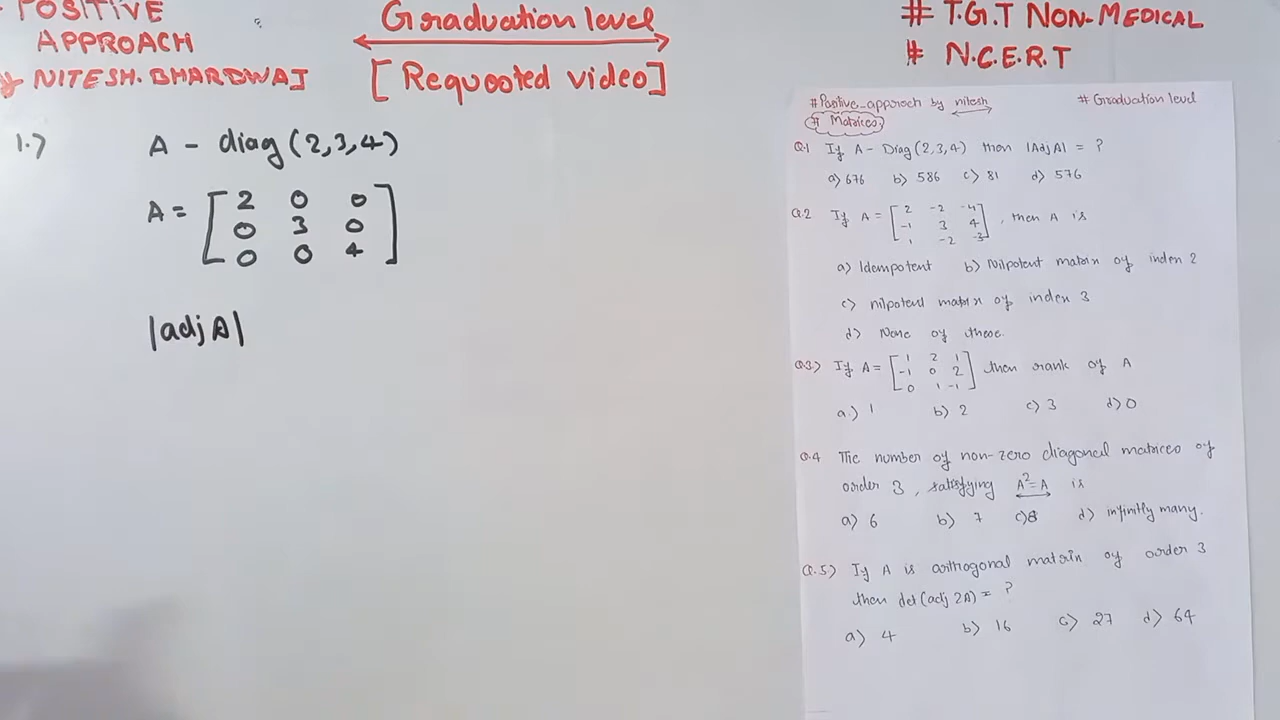 POSITIVE
APPROACH
NITESH. BHARDWAJ
Graduation level
[Requested video]
# T.G.T NON-MEDICAL
# N.C.E.R.T
1.7
A - diag (2,3,4)
A = [2 0 0
0 3 0
0 0 4]
|adj A|
# Positive_approach by nitesh
# Graduation level
# Matrices
Q.1 If A - Diag (2,3,4) then |Adj A| = ?
a) 676 b) 586 c) 81 d) 576
Q.2 If A = [2 -2 -4
-1 3 4
1 -2 -3], then A is
a) Idempotent b) Nilpotent matrix of index 2
c) nilpotent matrix of index 3
d) None of these.
Q.3.) If A = [1 2 1
-1 0 2
0 1 -1] then rank of A
a.) 1 b) 2 c) 3 d) 0
Q.4 The number of non-zero diagonal matrices of
order 3, satisfying A²=A is
a) 6 b) 7 c) 8 d) infinitly many.
Q.5.) If A is orthogonal matrix of order 3
then det (adj 2A) = ?
a) 4 b) 16 c) 27 d) 64